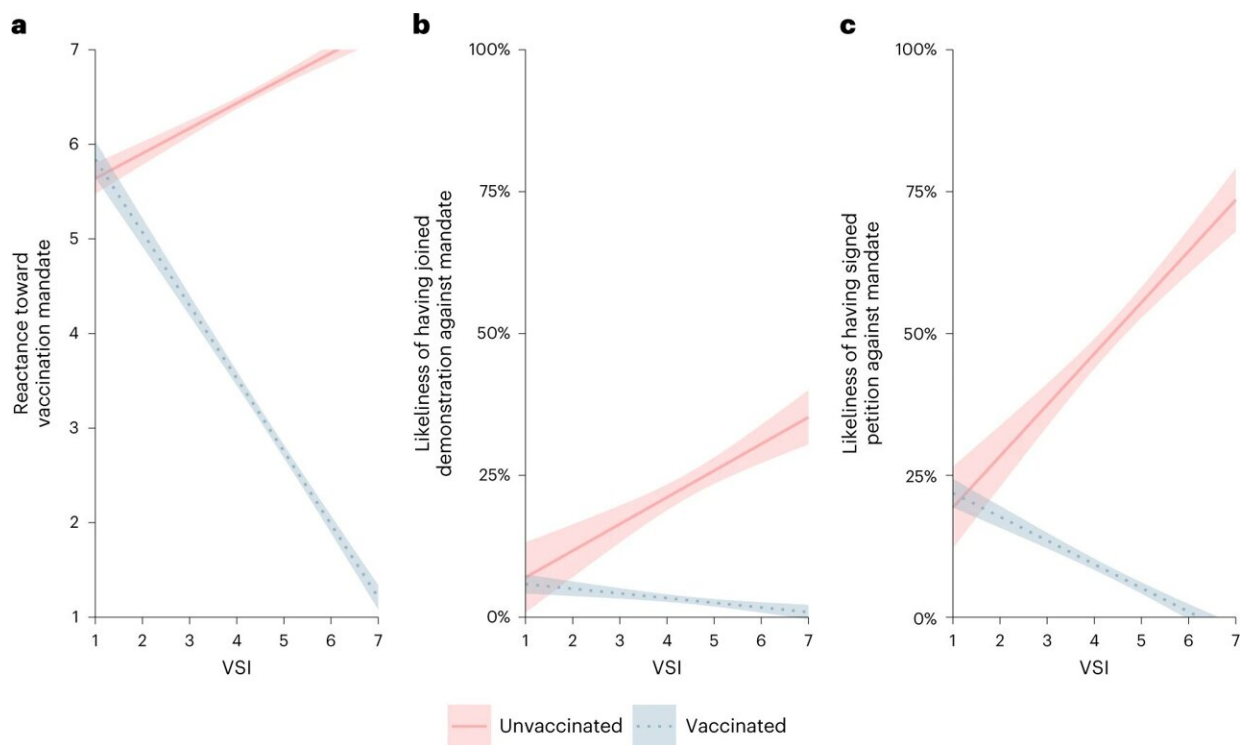 a
7
6
5
4
3
2
1
Reactance toward
vaccination mandate
1 2 3 4 5 6 7
VSI
b
100%
75%
50%
25%
0%
Likeliness of having joined
demonstration against mandate
1 2 3 4 5 6 7
VSI
c
100%
75%
50%
25%
0%
Likeliness of having signed
petition against mandate
1 2 3 4 5 6 7
VSI
Unvaccinated Vaccinated